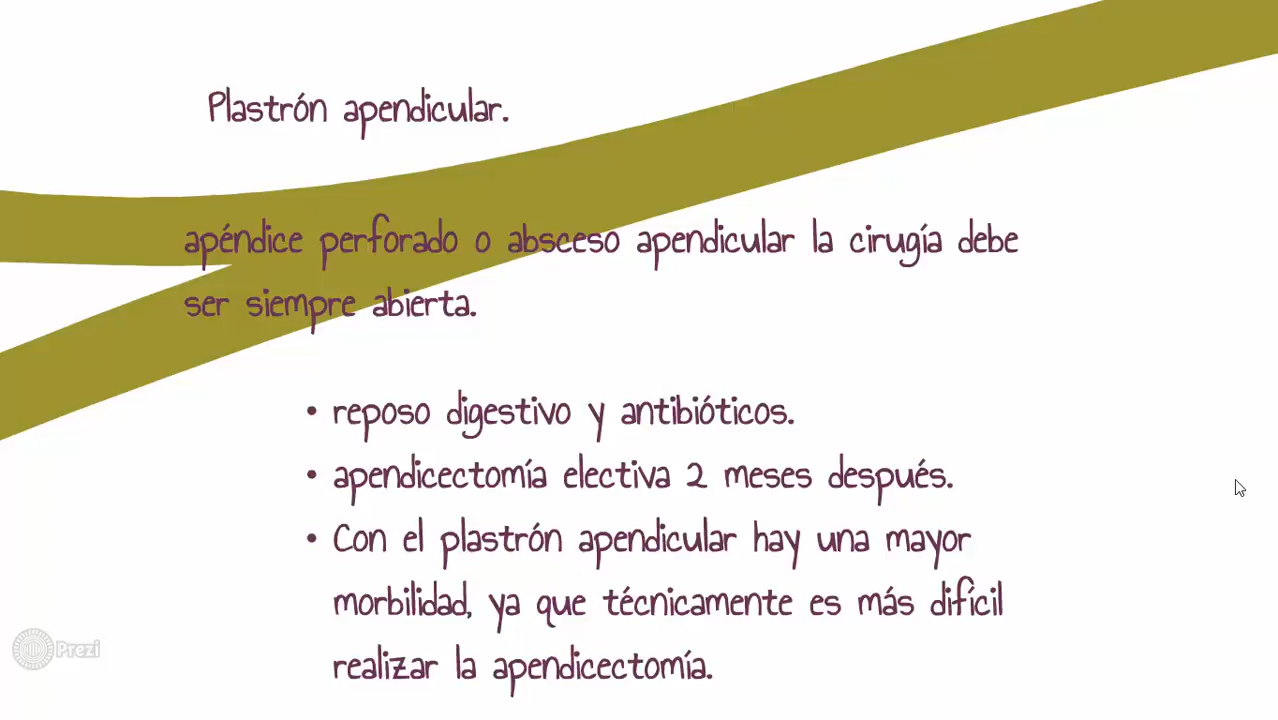 Plastrón apendicular.
apéndice perforado o absceso apendicular la cirugía debe
ser siempre abierta.
• reposo digestivo y antibióticos.
• apendicectomía electiva 2 meses después.
• Con el plastrón apendicular hay una mayor
morbilidad, ya que técnicamente es más difícil
realizar la apendicectomía.
Prezi